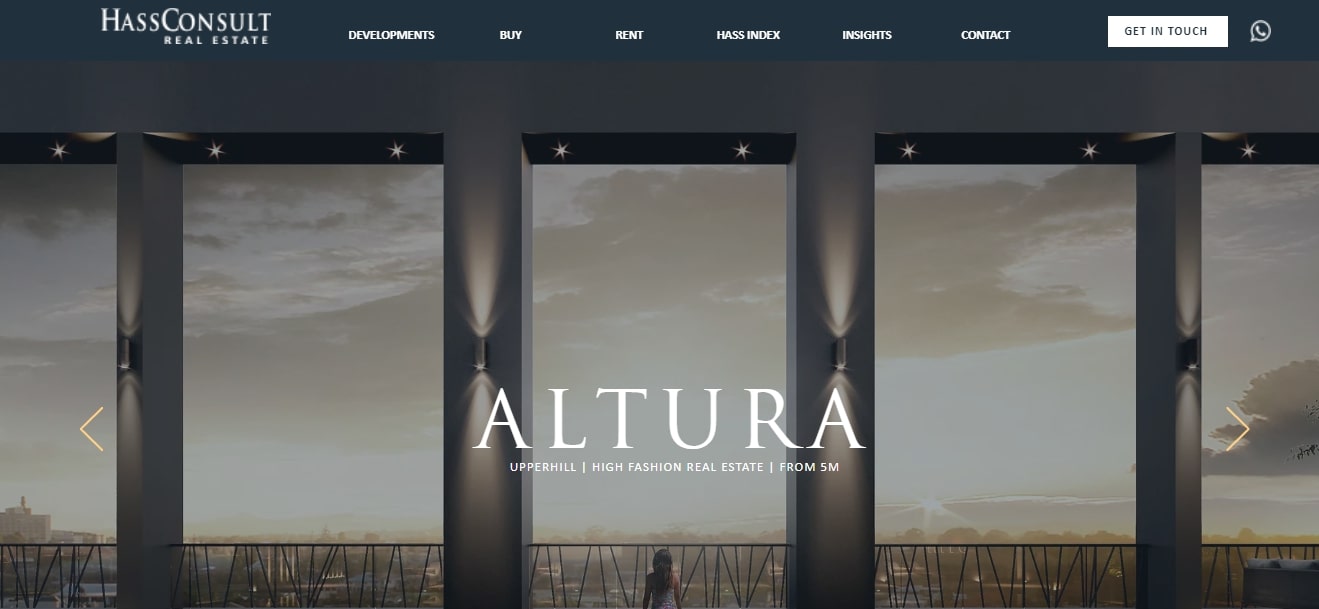 HASSCONSULT
REAL ESTATE
DEVELOPMENTS
BUY
RENT
HASS INDEX
INSIGHTS
CONTACT
GET IN TOUCH
ALTURA
UPPERHILL | HIGH FASHION REAL ESTATE | FROM 5M